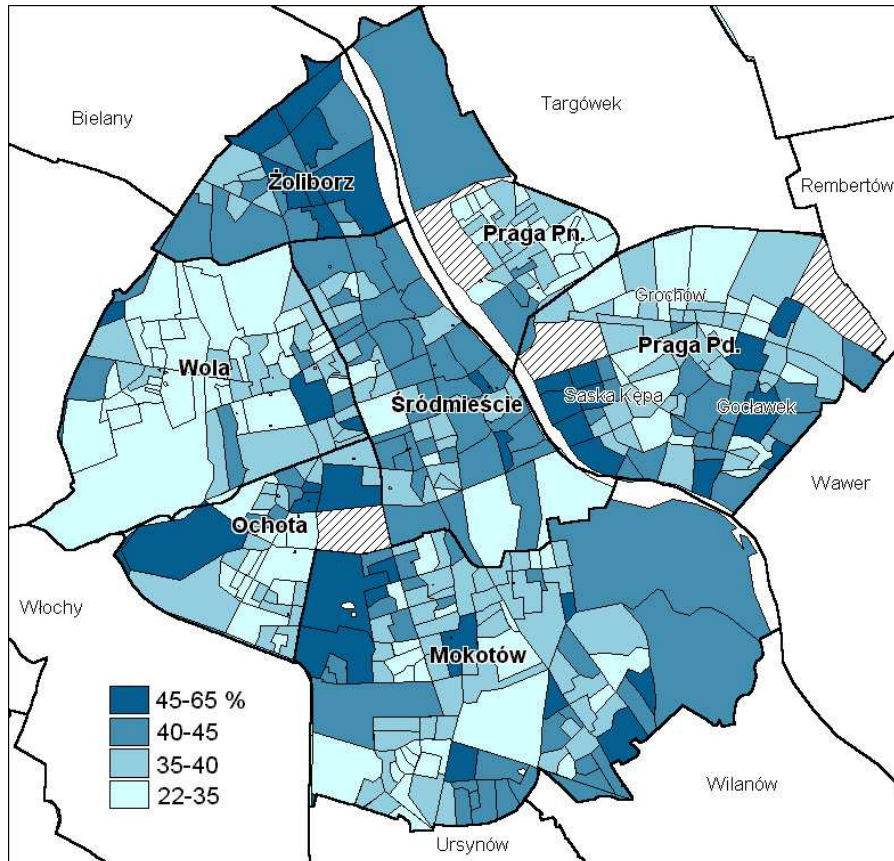 Bielany
Targówek
Rembertów
Żoliborz
Praga Pn.
Grochów
Praga Pd.
Wola
Saska Kępa
Gocławek
Śródmieście
Wawer
Ochota
Włochy
Mokotów
45-65 %
40-45
35-40
22-35
Wilanów
Ursynów